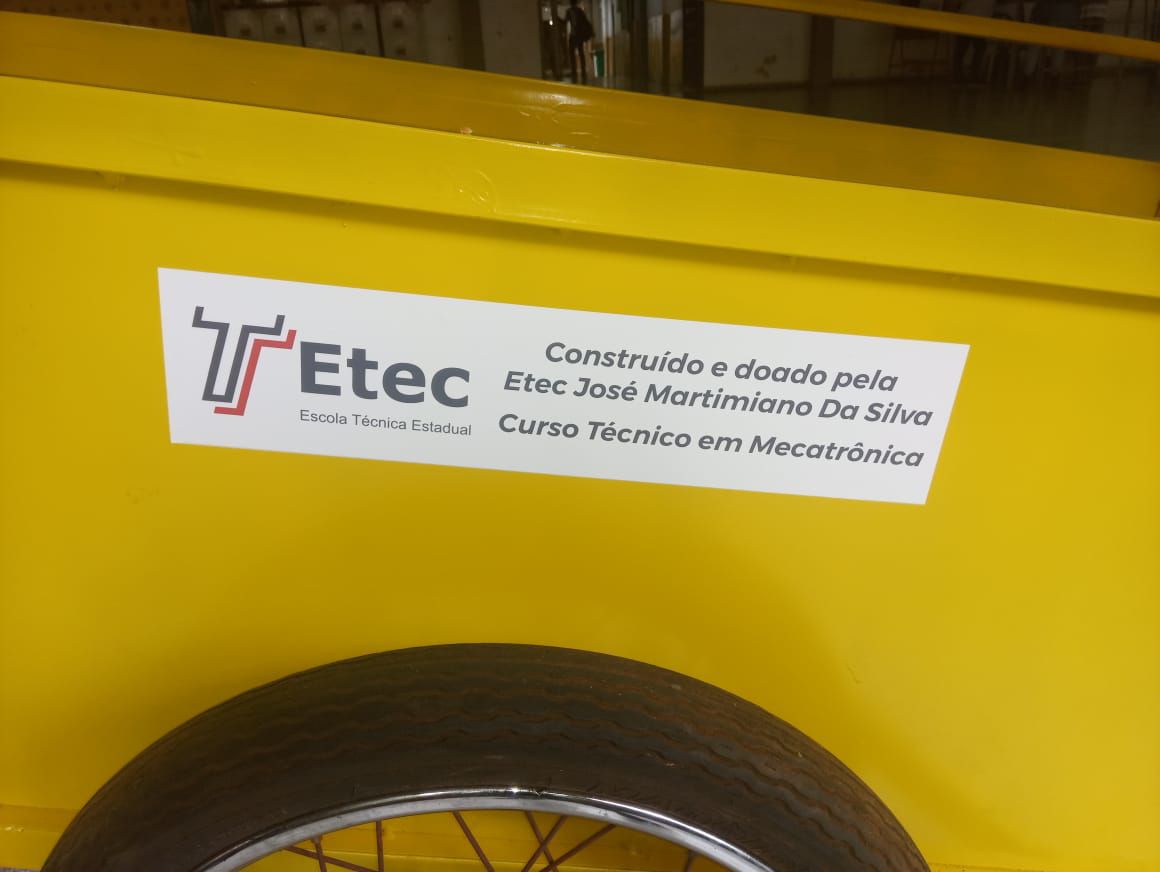 Etec
Escola Técnica Estadual
Construído e doado pela
Etec José Martimiano Da Silva
Curso Técnico em Mecatrônica